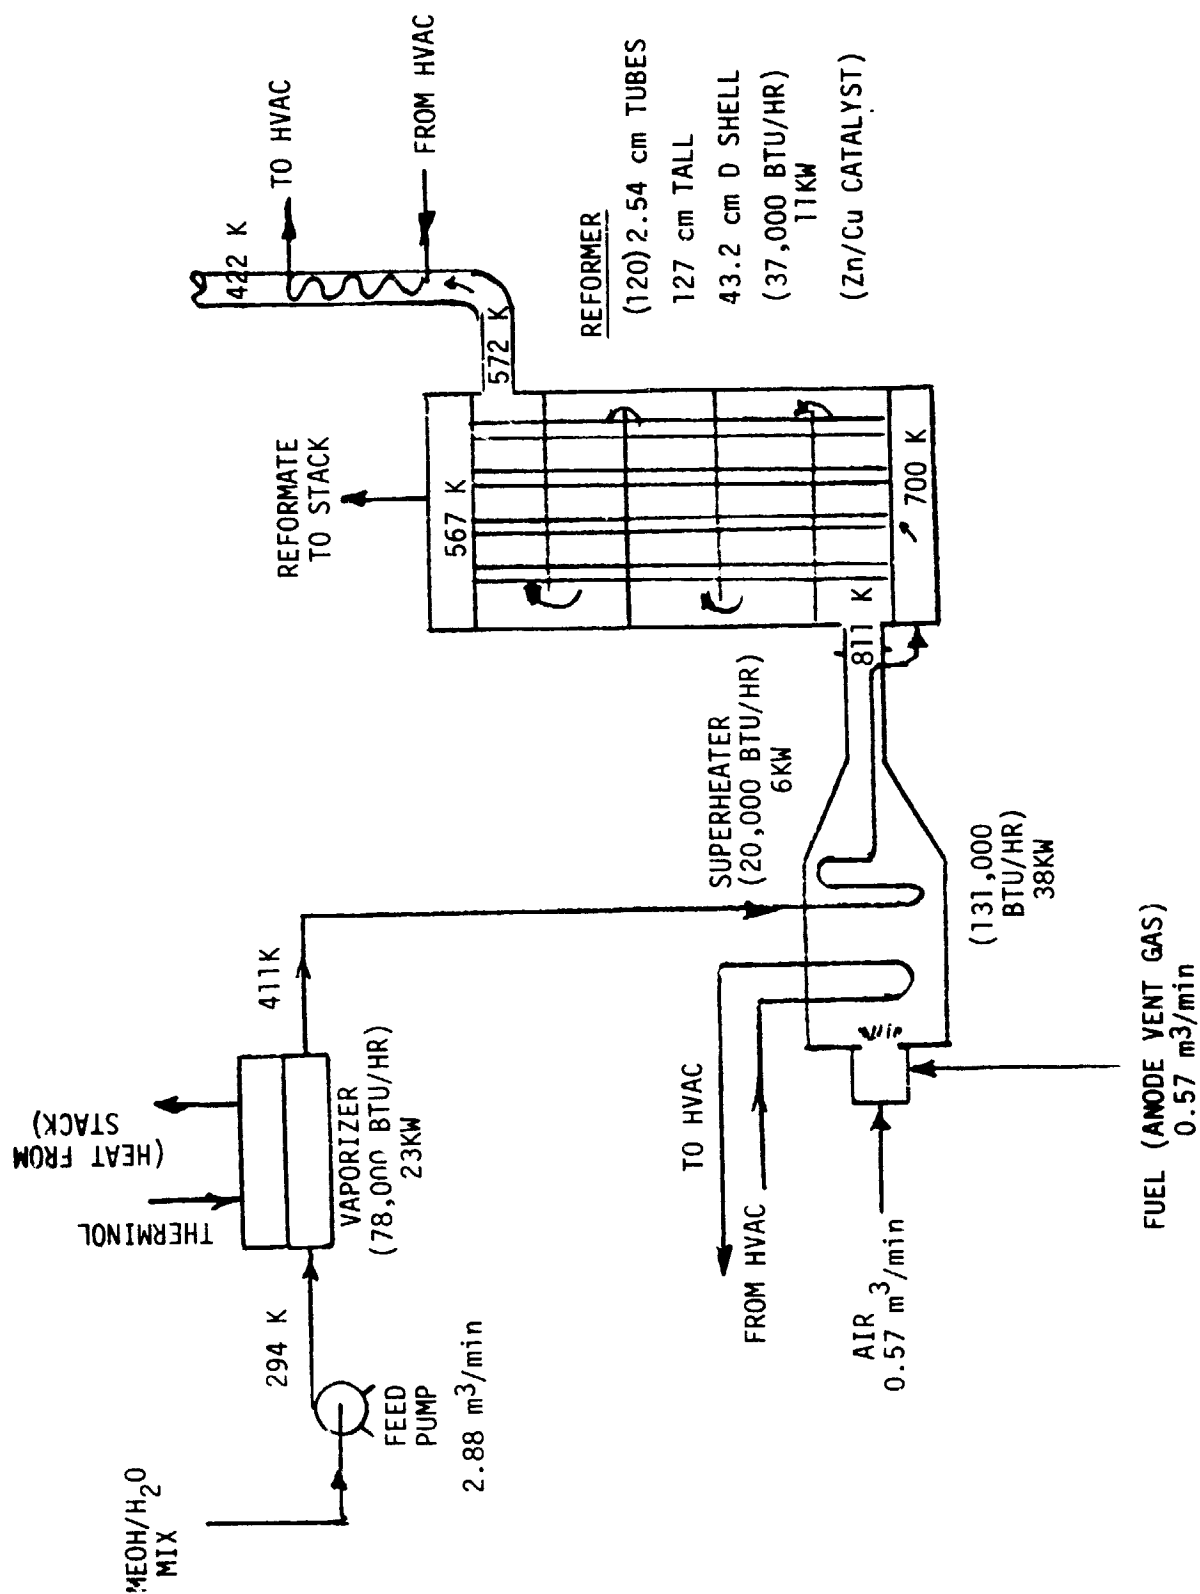 MEOH/H2O
MIX
FEED
PUMP
2.88 m3/min
294 K
THERMINOL
(HEAT FROM
STACK)
VAPORIZER
(78,000 BTU/HR)
23KW
411K
TO HVAC
FROM HVAC
AIR
0.57 m3/min
FUEL (ANODE VENT GAS)
0.57 m3/min
(131,000
BTU/HR)
38KW
SUPERHEATER
(20,000 BTU/HR)
6KW
811 K
700 K
567 K
REFORMATE
TO STACK
572 K
422 K
TO HVAC
FROM HVAC
REFORMER
(120) 2.54 cm TUBES
127 cm TALL
43.2 cm D SHELL
(37,000 BTU/HR)
11KW
(Zn/Cu CATALYST)